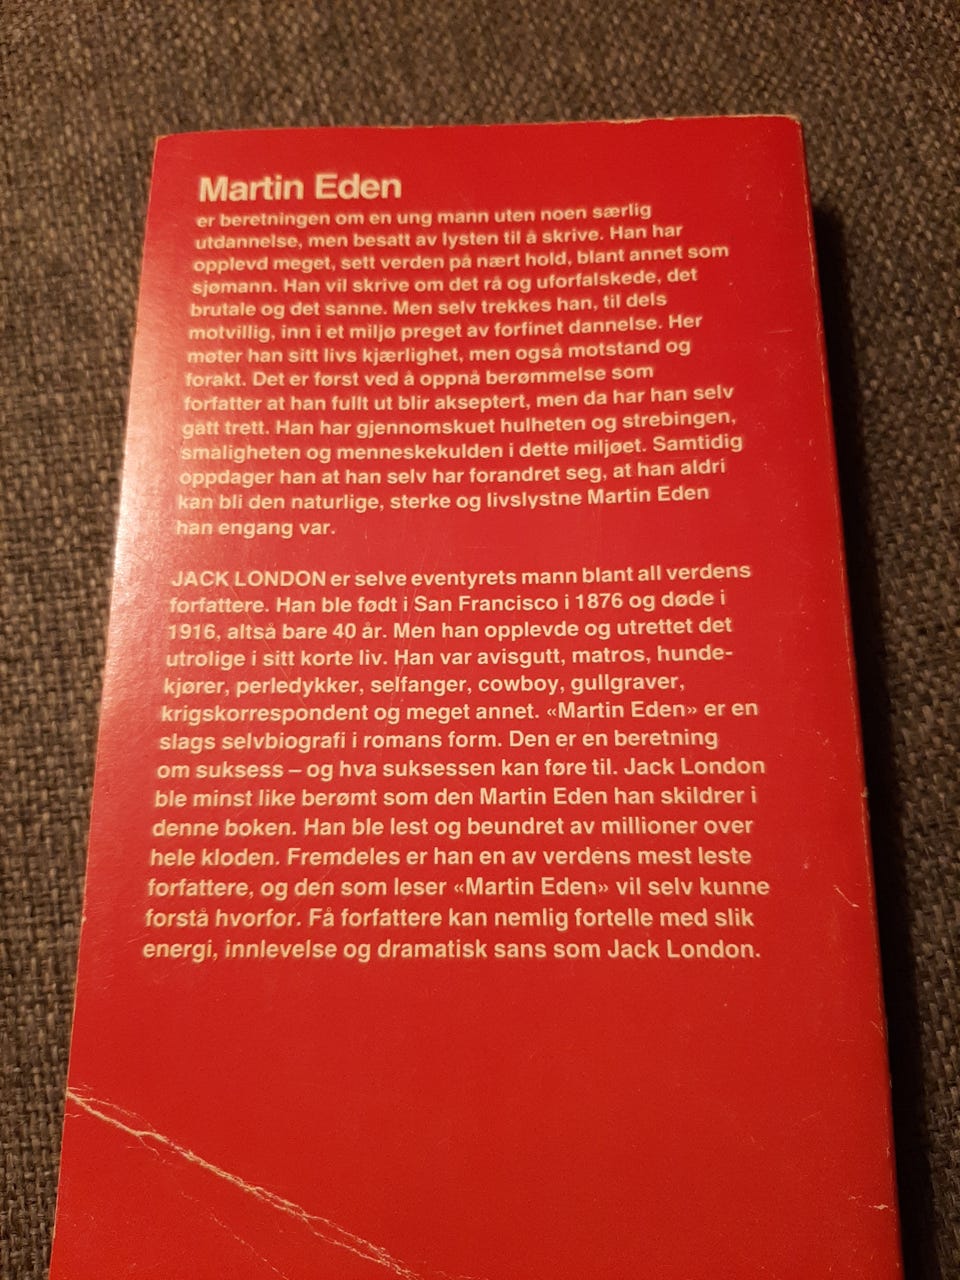 Martin Eden
er beretningen om en ung mann uten noen særlig
utdannelse, men besatt av lysten til å skrive. Han har
opplevd meget, sett verden på nært hold, blant annet som
sjømann. Han vil skrive om det rå og uforfalskede, det
brutale og det sanne. Men selv trekkes han, til dels
motvillig, inn i et miljø preget av forfinet dannelse. Her
møter han sitt livs kjærlighet, men også motstand og
forakt. Det er først ved å oppnå berømmelse som
forfatter at han fullt ut blir akseptert, men da har han selv
gått trett. Han har gjennomskuet hulheten og strebingen,
småligheten og menneskekulden i dette miljøet. Samtidig
oppdager han at han selv har forandret seg, at han aldri
kan bli den naturlige, sterke og livslystne Martin Eden
han engang var.
JACK LONDON er selve eventyrets mann blant all verdens
forfattere. Han ble født i San Francisco i 1876 og døde i
1916, altså bare 40 år. Men han opplevde og utrettet det
utrolige i sitt korte liv. Han var avisgutt, matros, hunde-
kjører, perledykker, selfanger, cowboy, gullgraver,
krigskorrespondent og meget annet. «Martin Eden» er en
slags selvbiografi i romans form. Den er en beretning
om suksess – og hva suksessen kan føre til. Jack London
ble minst like berømt som den Martin Eden han skildrer i
denne boken. Han ble lest og beundret av millioner over
hele kloden. Fremdeles er han en av verdens mest leste
forfattere, og den som leser «Martin Eden» vil selv kunne
forstå hvorfor. Få forfattere kan nemlig fortelle med slik
energi, innlevelse og dramatisk sans som Jack London.